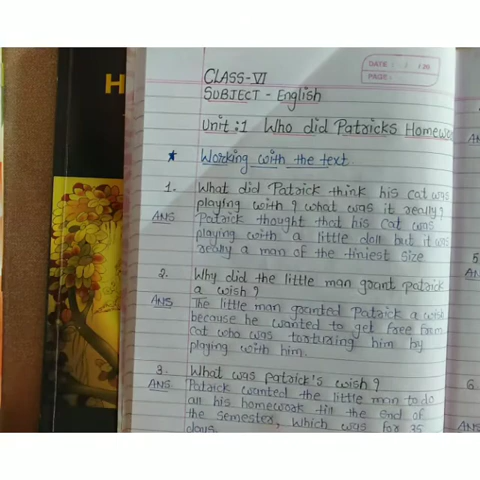 H
DATE : / /20
PAGE :
CLASS-VI
SUBJECT - English
Unit:1 Who did Patricks
* Working with the text
1. What did Patrick think his cat was
playing with? what was it really?
ANS Patrick thought that his cat was
playing with a little doll but it was
really a man of the tiniest size
2. Why did the little man grant Patrick
a wish?
ANS The little man granted Patrick a wish
because he wanted to get free from
cat who was torturing him by
playing with him.
3. What was patrick's wish?
ANS Patrick wanted the little man to do
all his homework till the end of
the semester, which was for 35
days.
5
6.
ANS